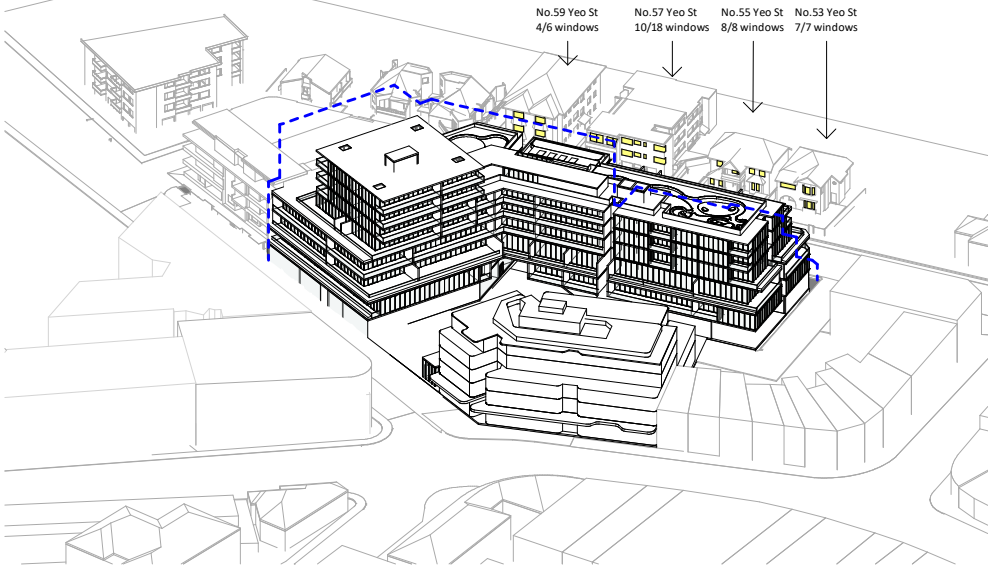 No.59 Yeo St
4/6 windows
No.57 Yeo St
10/18 windows
No.55 Yeo St
8/8 windows
No.53 Yeo St
7/7 windows